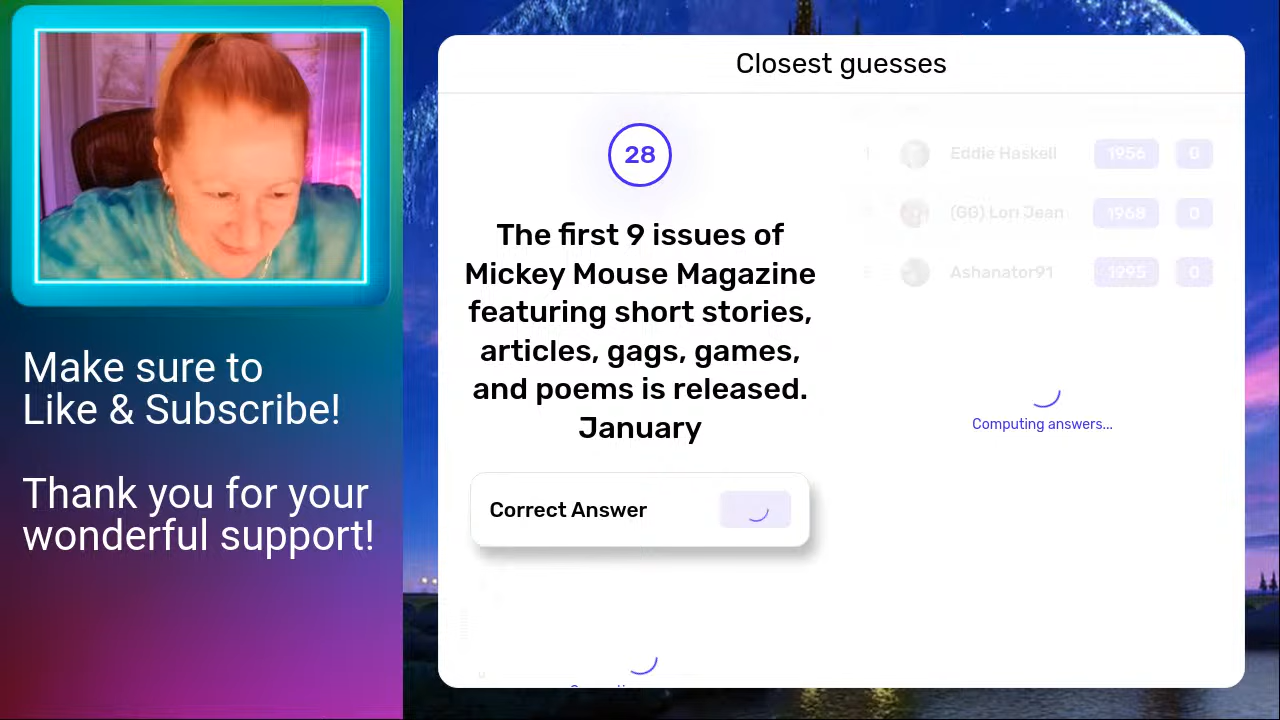 Closest guesses
28
The first 9 issues of
Mickey Mouse Magazine
featuring short stories,
articles, gags, games,
and poems is released.
January
Correct Answer
1 Eddie Haskell 1956 0
(GG) Lori Jean 1968 0
Ashanator91 1995 0
Computing answers...
Make sure to
Like & Subscribe!
Thank you for your
wonderful support!